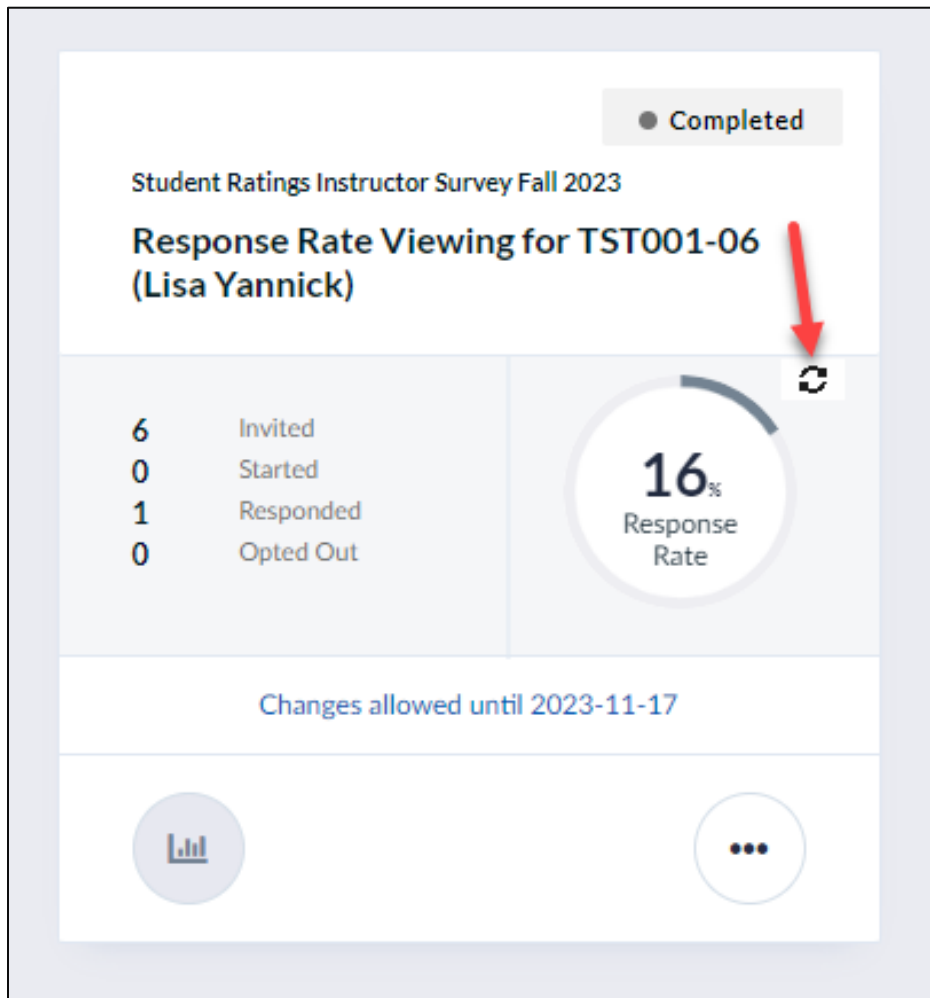 Completed
Student Ratings Instructor Survey Fall 2023
Response Rate Viewing for TST001-06
(Lisa Yannick)
6 Invited
0 Started
1 Responded
0 Opted Out
16%
Response
Rate
Changes allowed until 2023-11-17